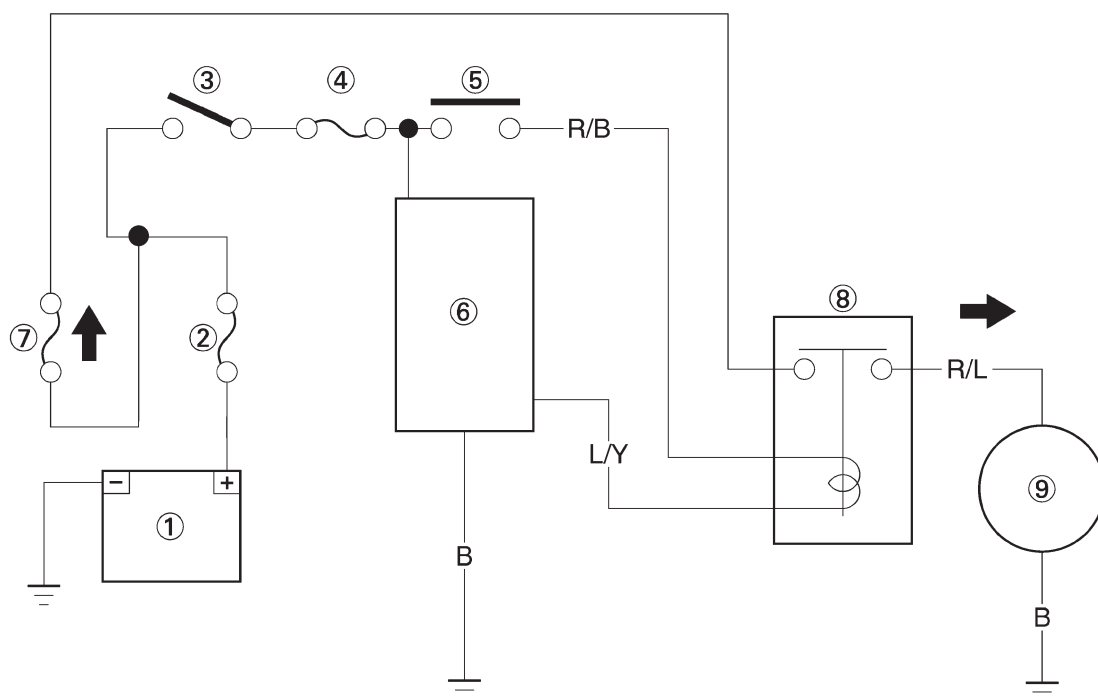 ③
④
⑤
R/B
⑦
②
⑥
⑧
R/L
L/Y
− +
①
⑨
B
B